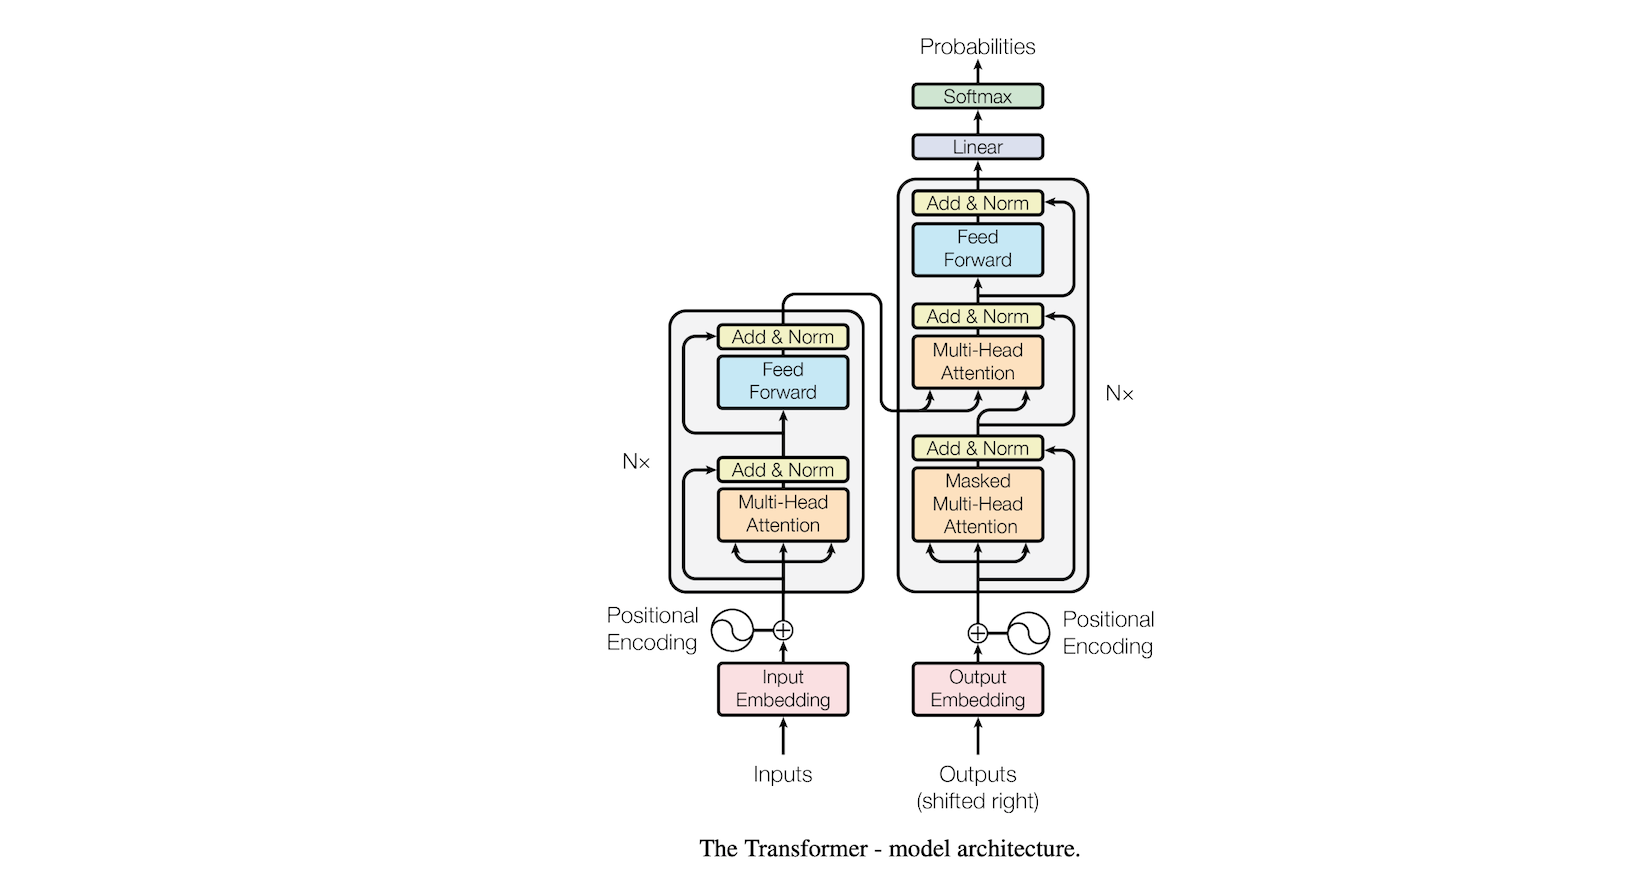 Probabilities
Softmax
Linear
Add & Norm
Feed
Forward
Add & Norm
Multi-Head
Attention
N×
Add & Norm
Masked
Multi-Head
Attention
Add & Norm
Feed
Forward
N×
Add & Norm
Multi-Head
Attention
Positional
Encoding
Positional
Encoding
Input
Embedding
Output
Embedding
Inputs
Outputs
(shifted right)
The Transformer - model architecture.